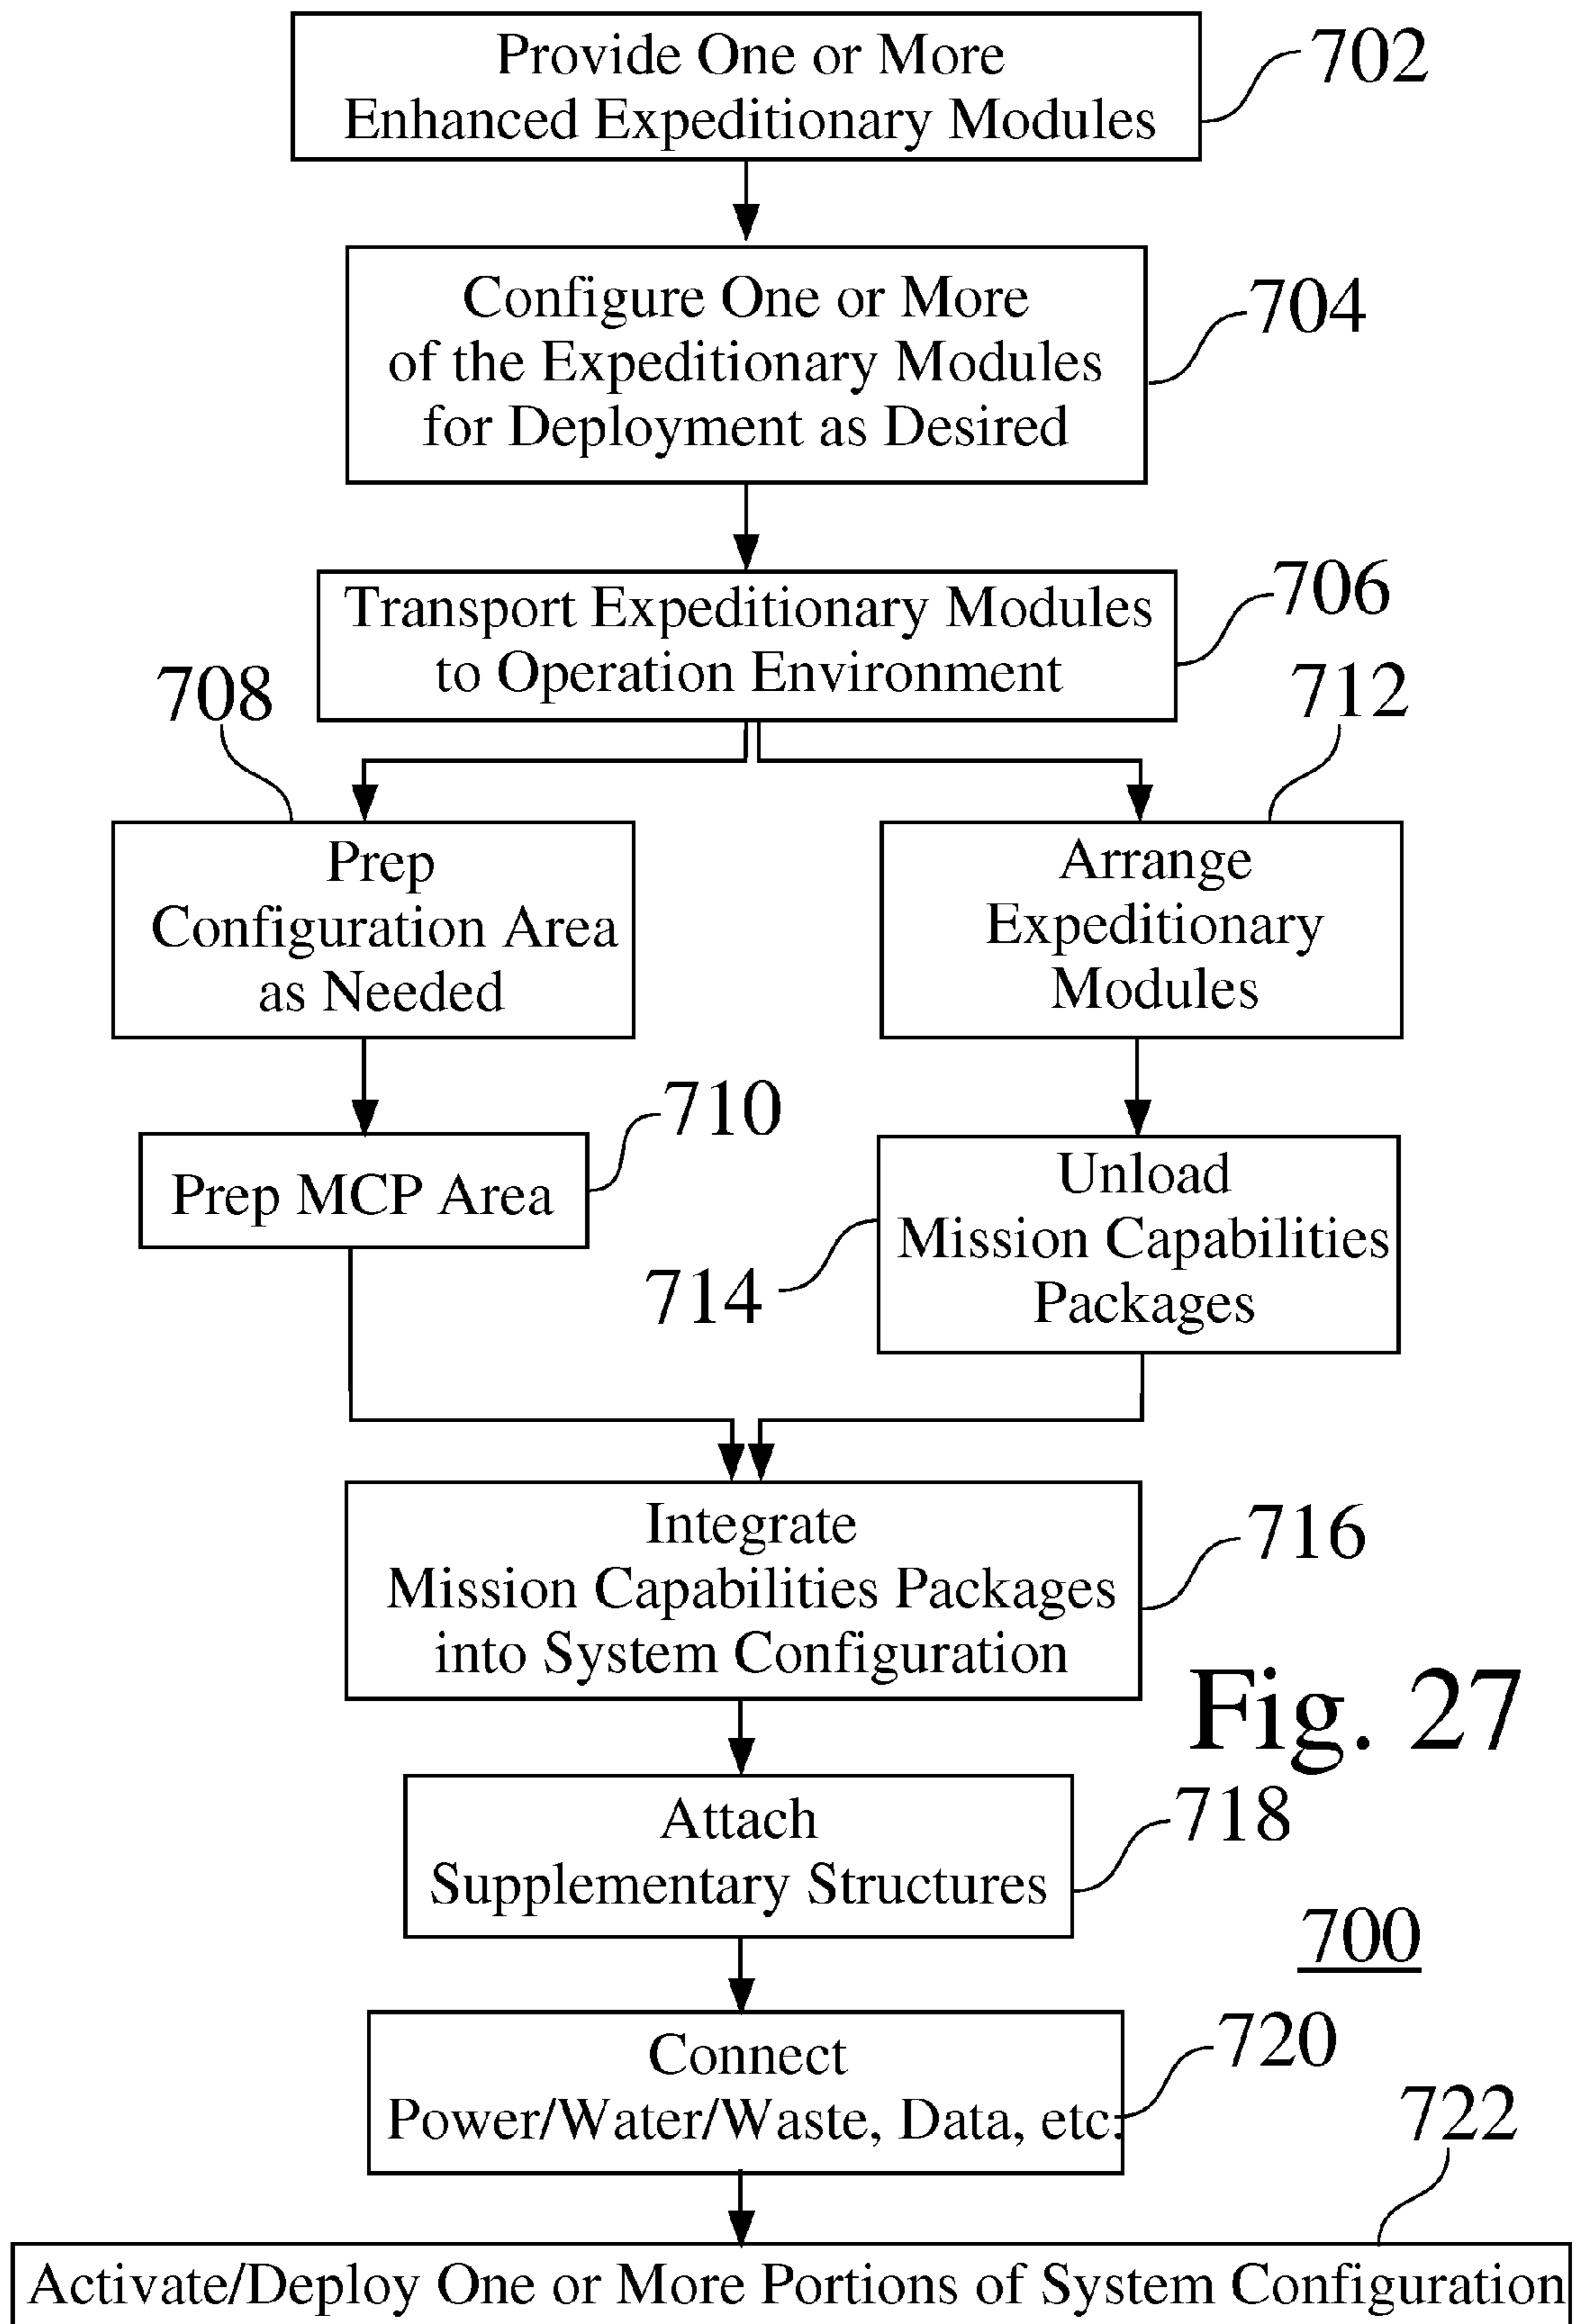 Provide One or More
Enhanced Expeditionary Modules
702
Configure One or More
of the Expeditionary Modules
for Deployment as Desired
704
Transport Expeditionary Modules
to Operation Environment
706
708
712
Prep
Configuration Area
as Needed
Arrange
Expeditionary
Modules
710
Prep MCP Area
Unload
Mission Capabilities
Packages
714
Integrate
Mission Capabilities Packages
into System Configuration
716
Fig. 27
Attach
Supplementary Structures
718
700
Connect
Power/Water/Waste, Data, etc.
720
722
Activate/Deploy One or More Portions of System Configuration